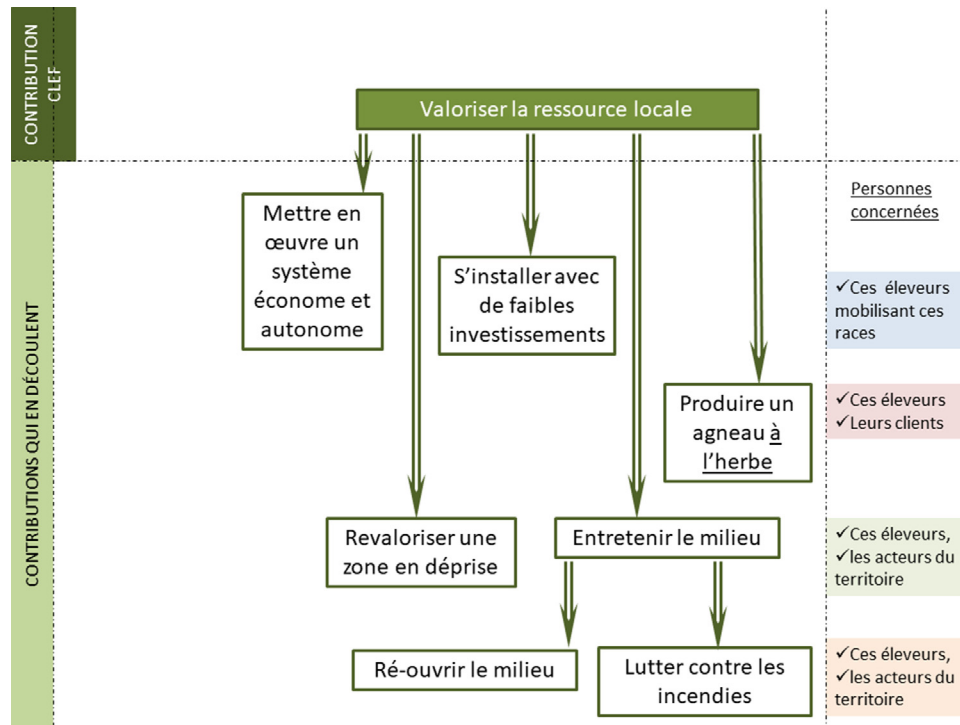 CONTRIBUTION
CLEF
Valoriser la ressource locale
CONTRIBUTIONS QUI EN DÉCOULENT
Personnes
concernées
Mettre en
œuvre un
système
économe et
autonome
S’installer avec
de faibles
investissements
✓Ces éleveurs
mobilisant ces
races
Produire un
agneau à
l’herbe
✓Ces éleveurs
✓Leurs clients
Revaloriser une
zone en déprise
Entretenir le milieu
✓Ces éleveurs,
✓les acteurs du
territoire
Ré-ouvrir le milieu
Lutter contre les
incendies
✓Ces éleveurs,
✓les acteurs du
territoire